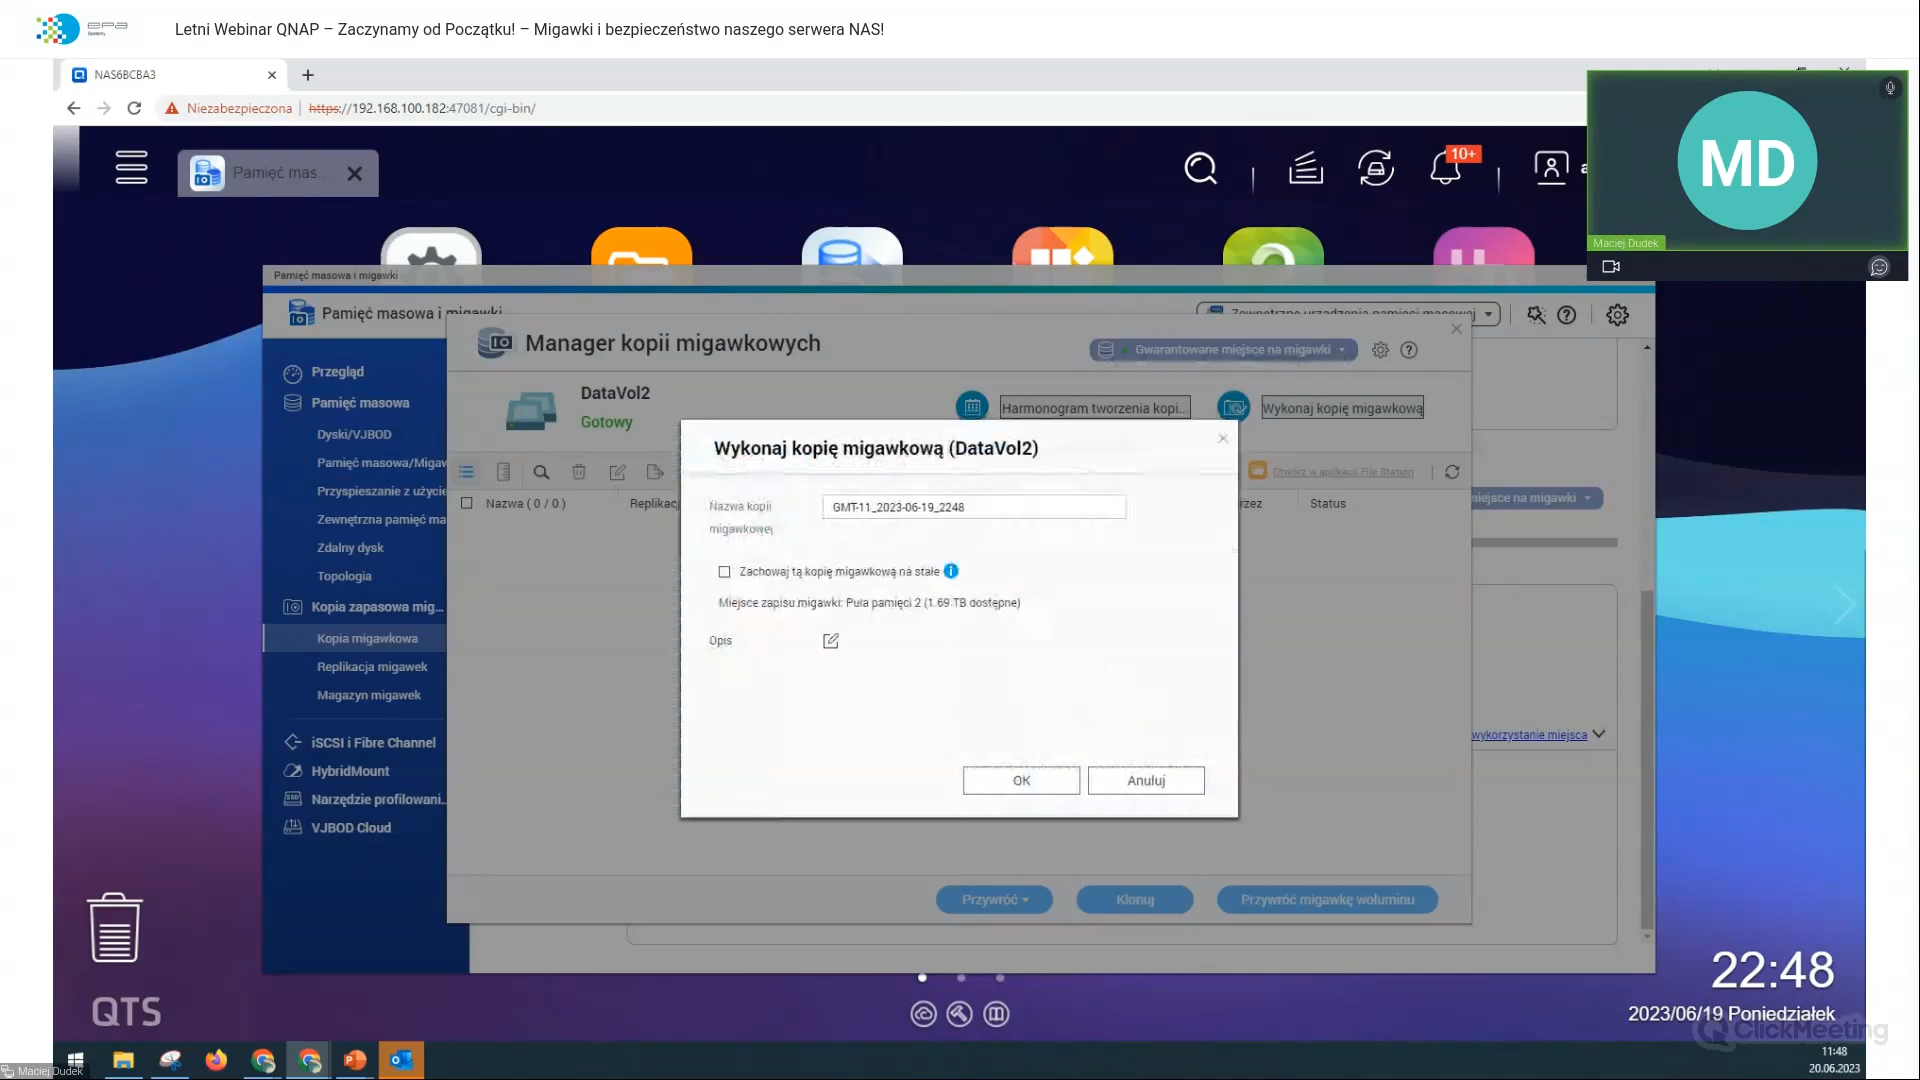 Letni Webinar QNAP – Zaczynamy od Początku! – Migawki i bezpieczeństwo naszego serwera NAS!
NAS6BCBA3
Niezabezpieczona
https://192.168.100.182:47081/cgi-bin/
Pamięć mas...
10+
MD
Maciej Dudek
Pamięć masowa i migawki
Pamięć masowa i migawki
Zewnętrzne urządzenia pamięci masowej
Manager kopii migawkowych
Gwarantowane miejsce na migawki
Przegląd
Pamięć masowa
Dyski/VJBOD
Pamięć masowa/Migaw
Przyspieszanie z użycie
Zewnętrzna pamięć ma
Zdalny dysk
Topologia
Kopia zapasowa mig...
Kopia migawkowa
Replikacja migawek
Magazyn migawek
iSCSI i Fibre Channel
HybridMount
Narzędzie profilowani...
VJBOD Cloud
DataVol2
Gotowy
Harmonogram tworzenia kopi...
Wykonaj kopię migawkową
Otwórz w aplikacji File Station
Nazwa ( 0 / 0 )
Replikac
rzez
Status
miejsce na migawki
Wykonaj kopię migawkową (DataVol2)
Nazwa kopii
migawkowej
GMT-11_2023-06-19_2248
Zachowaj tą kopię migawkową na stałe
Miejsce zapisu migawki: Pula pamięci 2 (1.69 TB dostępne)
Opis
OK
Anuluj
wykorzystanie miejsca
Przywróć
Klonuj
Przywróć migawkę woluminu
QTS
22:48
2023/06/19 Poniedziałek
ClickMeeting
11:48
20.06.2023
Maciej Dudek